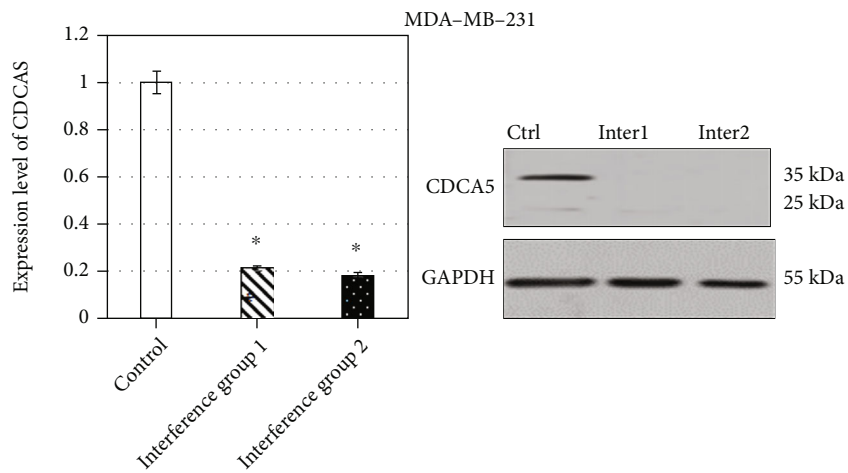 MDA–MB–231
Expression level of CDCAS
1.2
1
0.8
0.6
0.4
0.2
0
*
*
Control
Interference group 1
Interference group 2
Ctrl Inter1 Inter2
CDCA5
35 kDa
25 kDa
GAPDH
55 kDa